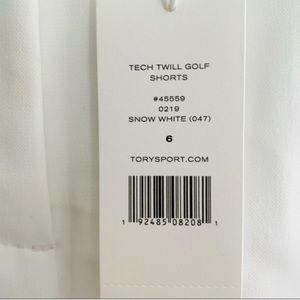 TECH TWILL GOLF
SHORTS
#45559
0219
SNOW WHITE (047)
6
TORYSPORT.COM
1 92485 08208 1